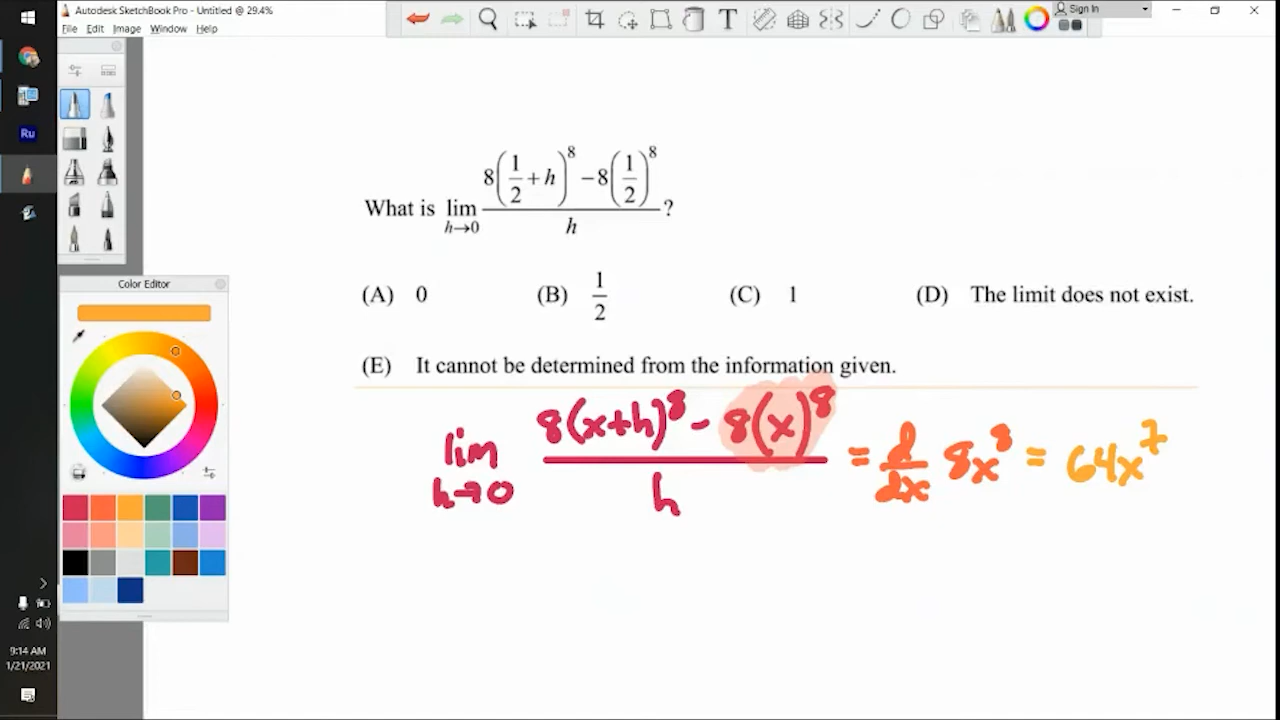 Autodesk SketchBook Pro - Untitled @ 29.4%
File Edit Image Window Help
Sign In
Ru
Color Editor
What is lim h→0 (8(1/2 + h)^8 − 8(1/2)^8)/h ?
(A) 0 (B) 1/2 (C) 1 (D) The limit does not exist.
(E) It cannot be determined from the information given.
lim h→0 (8(x+h)^8 - 8(x)^8)/h = d/dx 8x^8 = 64x^7
9:14 AM
1/21/2021